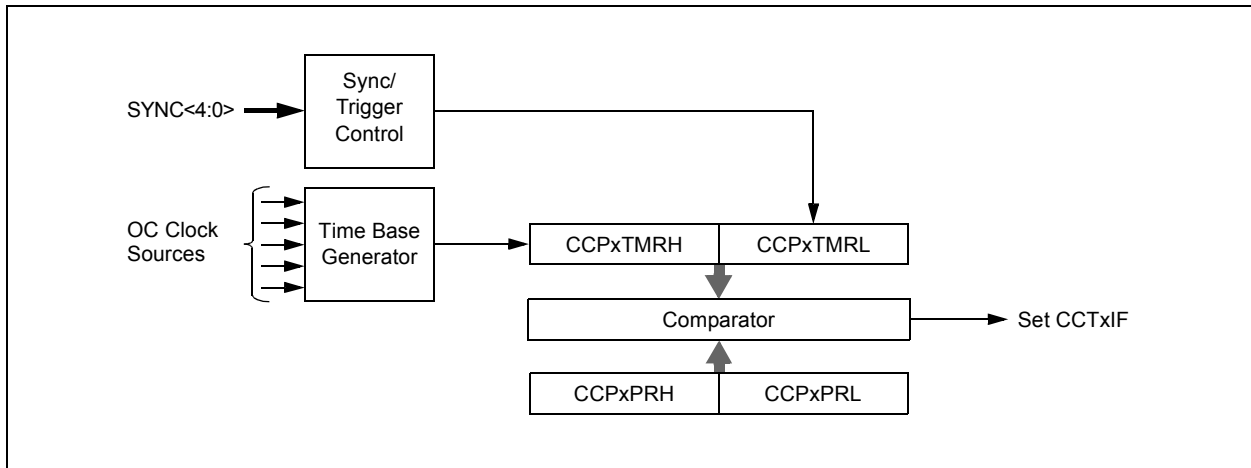 Sync/
Trigger
Control
SYNC<4:0>
OC Clock
Sources
Time Base
Generator
CCPxTMRH
CCPxTMRL
Comparator
Set CCTxIF
CCPxPRH
CCPxPRL